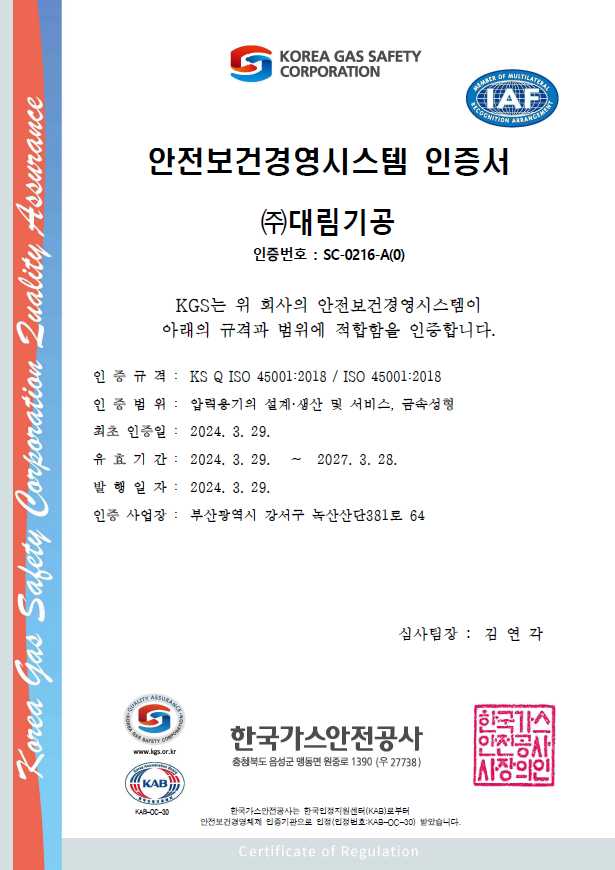 Korea Gas Safety Corporation Quality Assurance
KOREA GAS SAFETY
CORPORATION
MEMBER OF MULTILATERAL
IAF
RECOGNITION ARRANGEMENT
안전보건경영시스템 인증서
㈜대림기공
인증번호 : SC-0216-A(0)
KGS는 위 회사의 안전보건경영시스템이
아래의 규격과 범위에 적합함을 인증합니다.
인 증 규 격 : KS Q ISO 45001:2018 / ISO 45001:2018
인 증 범 위 : 압력용기의 설계·생산 및 서비스, 금속성형
최초 인증일 : 2024. 3. 29.
유 효 기 간 : 2024. 3. 29. ~ 2027. 3. 28.
발 행 일 자 : 2024. 3. 29.
인증 사업장 : 부산광역시 강서구 녹산산단381로 64
심사팀장 : 김 연 각
QUALITY ASSURANCE
KOREA GAS SAFETY CORPORATION
www.kgs.or.kr
한국가스안전공사
충청북도 음성군 맹동면 원중로 1390 (우 27738)
한국가스
안전공사
사장의인
KAB
KAB-OC-30
한국가스안전공사는 한국인정지원센터(KAB)로부터
안전보건경영체제 인증기관으로 인정(인정번호:KAB-OC-30) 받았습니다.
Certificate of Regulation